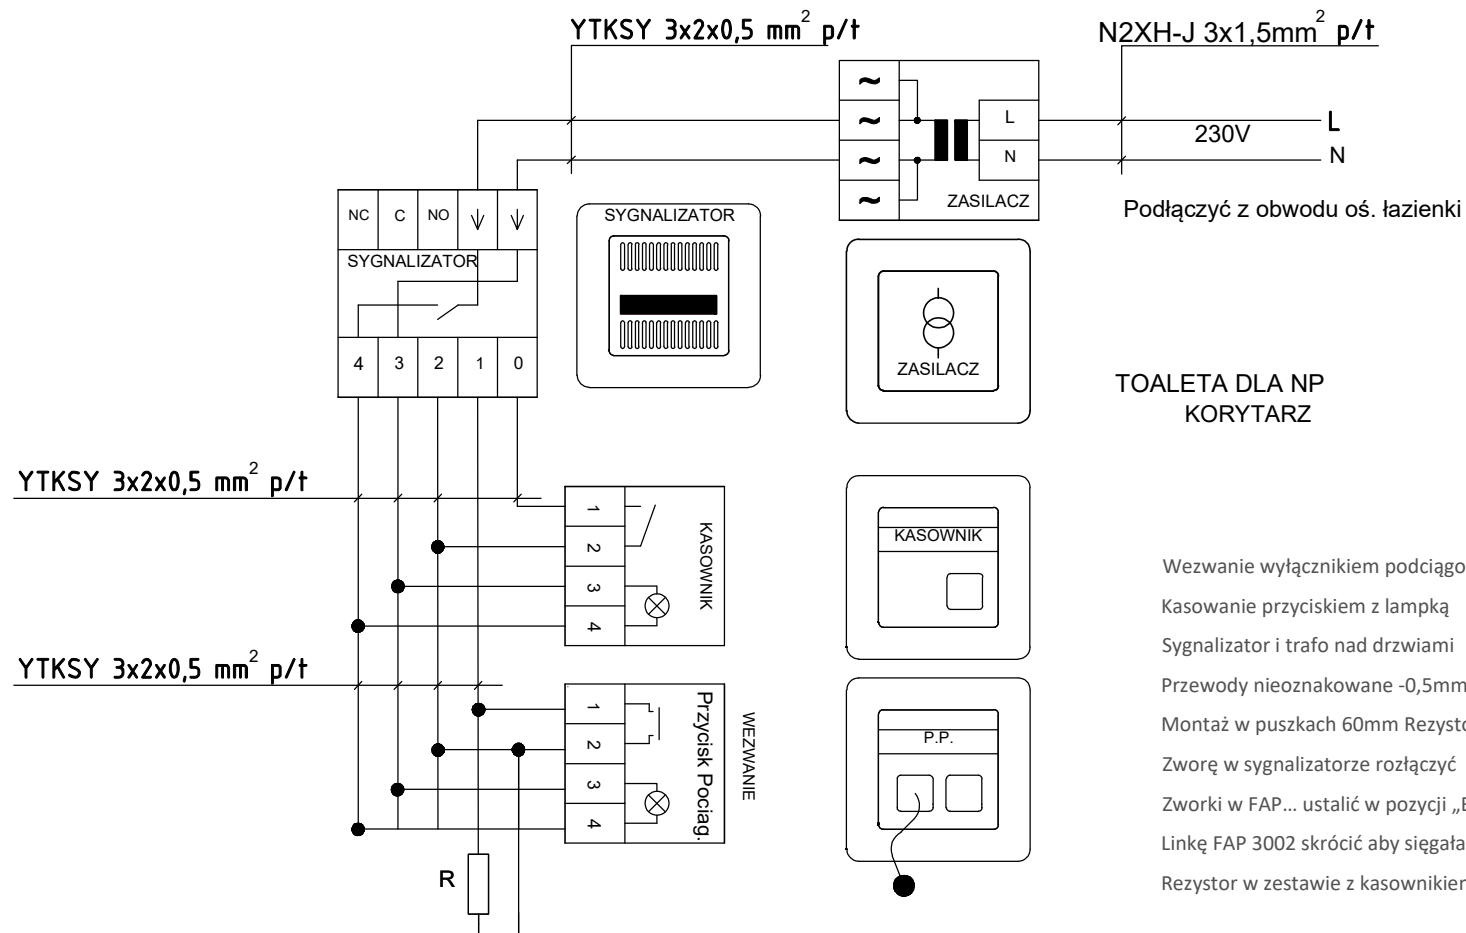 YTKSY 3x2x0,5 mm² p/t
N2XH-J 3x1,5mm² p/t
~
~
~
~
L
N
ZASILACZ
230V
L
N
Podłączyć z obwodu oś. łazienki
NC C NO ↓ ↓
SYGNALIZATOR
4 3 2 1 0
SYGNALIZATOR
ZASILACZ
TOALETA DLA NP
KORYTARZ
YTKSY 3x2x0,5 mm² p/t
1
2
3
4
KASOWNIK
KASOWNIK
YTKSY 3x2x0,5 mm² p/t
1
2
3
4
Przycisk Pociag.
WEZWANIE
P.P.
R
Wezwanie wyłącznikiem podciągo
Kasowanie przyciskiem z lampką
Sygnalizator i trafo nad drzwiami
Przewody nieoznakowane -0,5mm
Montaż w puszkach 60mm Rezysto
Zworę w sygnalizatorze rozłączyć
Zworki w FAP... ustalić w pozycji „
Linkę FAP 3002 skrócić aby sięgała
Rezystor w zestawie z kasownikie